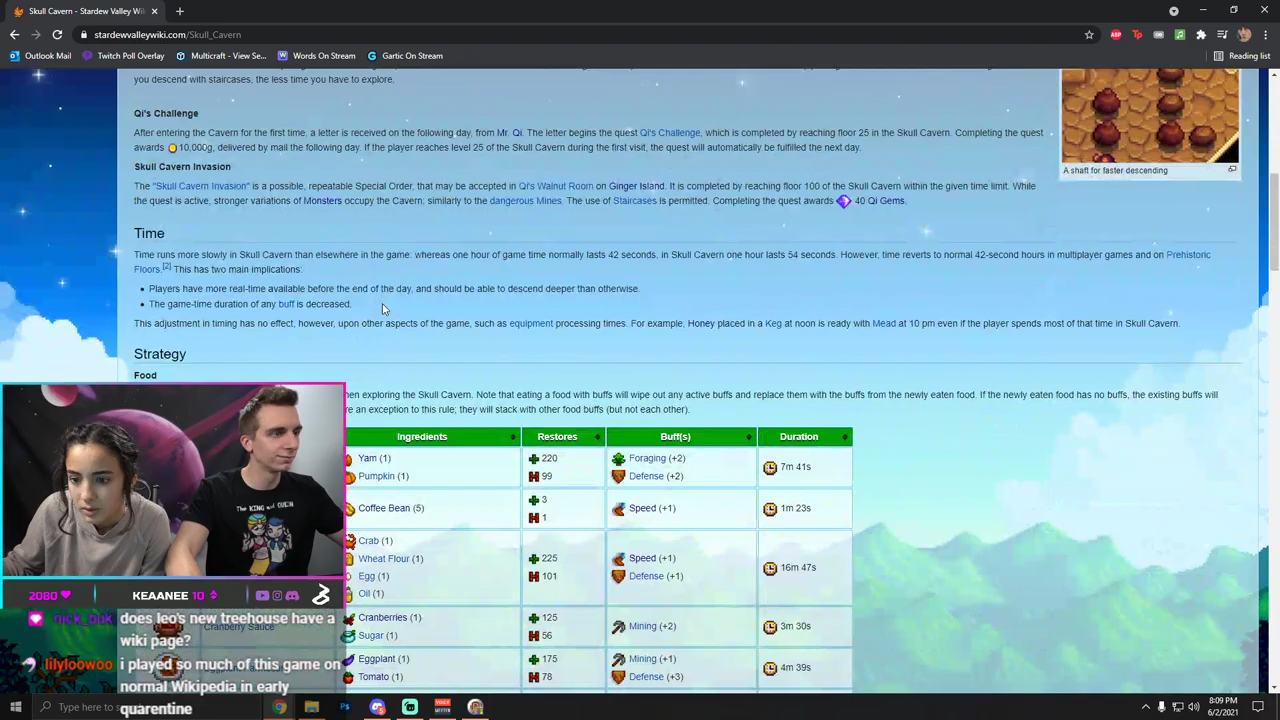 Skull Cavern - Stardew Valley Wi
stardewvalleywiki.com/Skull_Cavern
Outlook Mail
Twitch Poll Overlay
Multicraft - View Se...
Words On Stream
Gartic On Stream
Reading list
you descend with staircases, the less time you have to explore.
Qi's Challenge
After entering the Cavern for the first time, a letter is received on the following day, from Mr. Qi. The letter begins the quest Qi's Challenge, which is completed by reaching floor 25 in the Skull Cavern. Completing the quest
awards 10,000g, delivered by mail the following day. If the player reaches level 25 of the Skull Cavern during the first visit, the quest will automatically be fulfilled the next day.
A shaft for faster descending
Skull Cavern Invasion
The "Skull Cavern Invasion" is a possible, repeatable Special Order, that may be accepted in Qi's Walnut Room on Ginger Island. It is completed by reaching floor 100 of the Skull Cavern within the given time limit. While
the quest is active, stronger variations of Monsters occupy the Cavern; similarly to the dangerous Mines. The use of Staircases is permitted. Completing the quest awards 40 Qi Gems.
Time
Time runs more slowly in Skull Cavern than elsewhere in the game: whereas one hour of game time normally lasts 42 seconds, in Skull Cavern one hour lasts 54 seconds. However, time reverts to normal 42-second hours in multiplayer games and on Prehistoric
Floors.[2] This has two main implications:
• Players have more real-time available before the end of the day, and should be able to descend deeper than otherwise.
• The game-time duration of any buff is decreased.
This adjustment in timing has no effect, however, upon other aspects of the game, such as equipment processing times. For example, Honey placed in a Keg at noon is ready with Mead at 10 pm even if the player spends most of that time in Skull Cavern.
Strategy
Food
hen exploring the Skull Cavern. Note that eating a food with buffs will wipe out any active buffs and replace them with the buffs from the newly eaten food. If the newly eaten food has no buffs, the existing buffs will
re an exception to this rule; they will stack with other food buffs (but not each other).
Ingredients Restores Buff(s) Duration
Yam (1) 220 Foraging (+2) 7m 41s
Pumpkin (1) 99 Defense (+2)
Coffee Bean (5) 3 1 Speed (+1) 1m 23s
Crab (1)
Wheat Flour (1) 225 Speed (+1) 16m 47s
Egg (1) 101 Defense (+1)
Oil (1)
Cranberries (1) 125 Mining (+2) 3m 30s
Sugar (1) 56
Eggplant (1) 175 Mining (+1) 4m 39s
Tomato (1) 78 Defense (+3)
THE KING and QUEEN
2080 KEAANEE 10
nick_buk does leo's new treehouse have a
wiki page?
Cranberry Sauce
lilyloowoo i played so much of this game on
normal Wikipedia in early
quarentine
Type here to
8:09 PM
6/2/2021